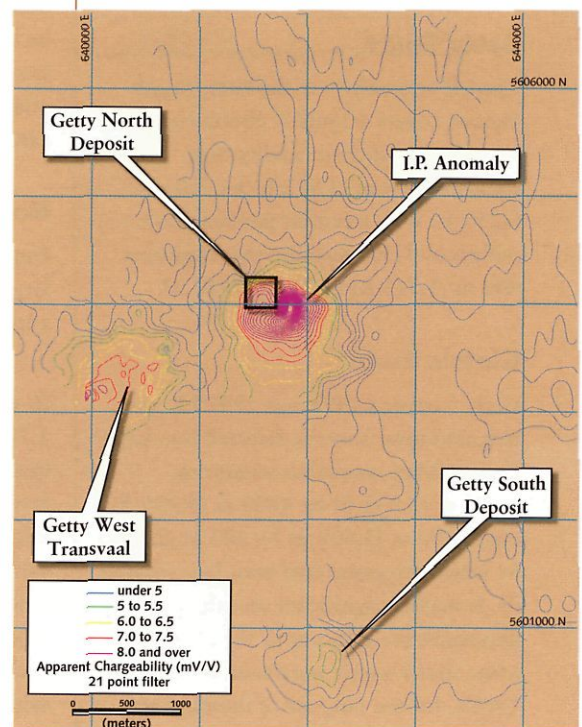 640000 E
644000 E
5606000 N
Getty North
Deposit
I.P. Anomaly
Getty South
Deposit
Getty West
Transvaal
under 5
5 to 5.5
6.0 to 6.5
7.0 to 7.5
8.0 and over
Apparent Chargeability (mV/V)
21 point filter
5601000 N
0 500 1000
(meters)